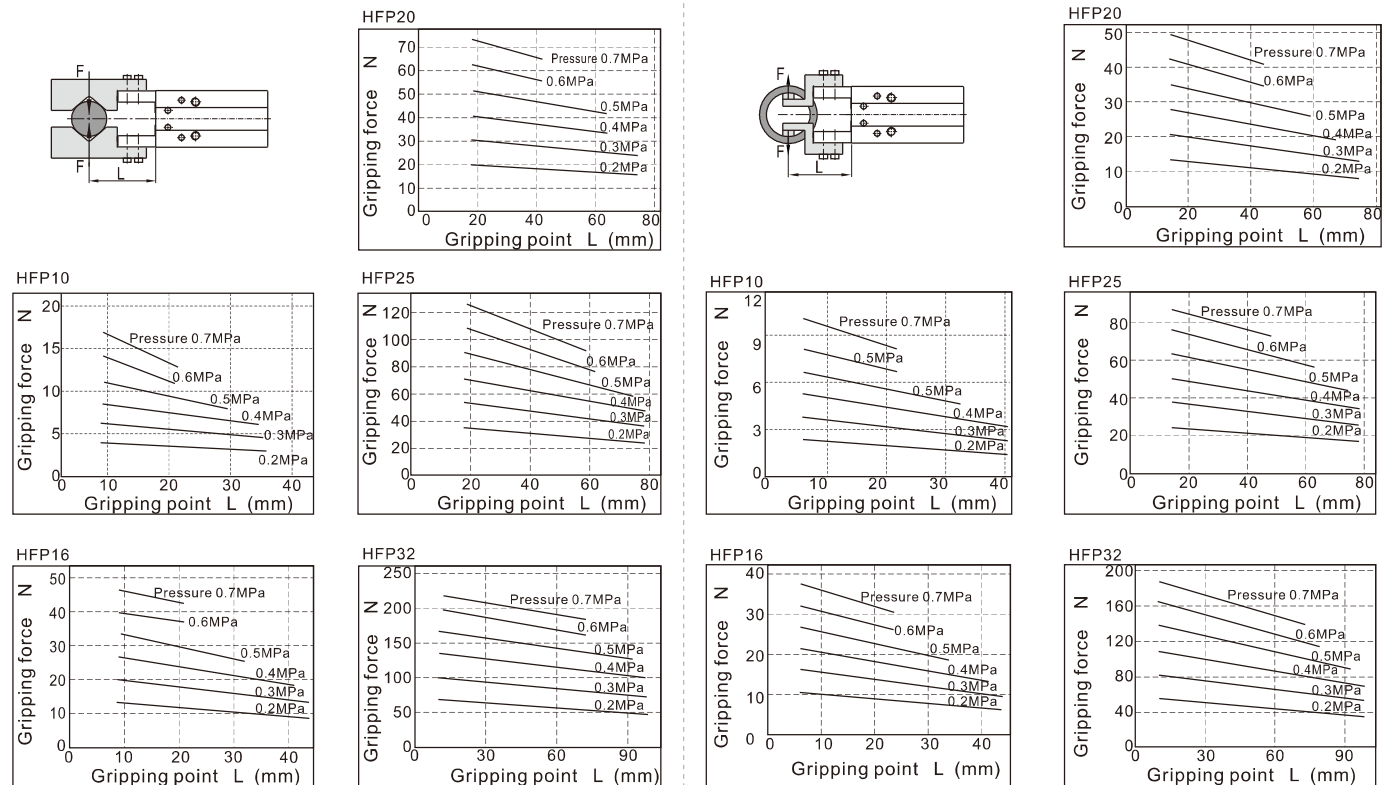 HFP20
Gripping force N
70
60
50
40
30
20
10
0
Pressure 0.7MPa
0.6MPa
0.5MPa
0.4MPa
0.3MPa
0.2MPa
0 20 40 60 80
Gripping point L (mm)
F
F
L
HFP10
Gripping force N
20
15
10
5
0
Pressure 0.7MPa
0.6MPa
0.5MPa
0.4MPa
0.3MPa
0.2MPa
0 10 20 30 40
Gripping point L (mm)
HFP25
Gripping force N
120
100
80
60
40
20
0
Pressure 0.7MPa
0.6MPa
0.5MPa
0.4MPa
0.3MPa
0.2MPa
0 20 40 60 80
Gripping point L (mm)
HFP16
Gripping force N
50
40
30
20
10
0
Pressure 0.7MPa
0.6MPa
0.5MPa
0.4MPa
0.3MPa
0.2MPa
0 10 20 30 40
Gripping point L (mm)
HFP32
Gripping force N
250
200
150
100
50
0
Pressure 0.7MPa
0.6MPa
0.5MPa
0.4MPa
0.3MPa
0.2MPa
0 30 60 90
Gripping point L (mm)
F
F
L
HFP20
Gripping force N
50
40
30
20
10
0
Pressure 0.7MPa
0.6MPa
0.5MPa
0.4MPa
0.3MPa
0.2MPa
0 20 40 60 80
Gripping point L (mm)
HFP10
Gripping force N
12
9
6
3
0
Pressure 0.7MPa
0.5MPa
0.5MPa
0.4MPa
0.3MPa
0.2MPa
0 10 20 30 40
Gripping point L (mm)
HFP25
Gripping force N
80
60
40
20
0
Pressure 0.7MPa
0.6MPa
0.5MPa
0.4MPa
0.3MPa
0.2MPa
0 20 40 60 80
Gripping point L (mm)
HFP16
Gripping force N
40
30
20
10
0
Pressure 0.7MPa
0.6MPa
0.5MPa
0.4MPa
0.3MPa
0.2MPa
0 10 20 30 40
Gripping point L (mm)
HFP32
Gripping force N
200
160
120
80
40
0
Pressure 0.7MPa
0.6MPa
0.5MPa
0.4MPa
0.3MPa
0.2MPa
0 30 60 90
Gripping point L (mm)